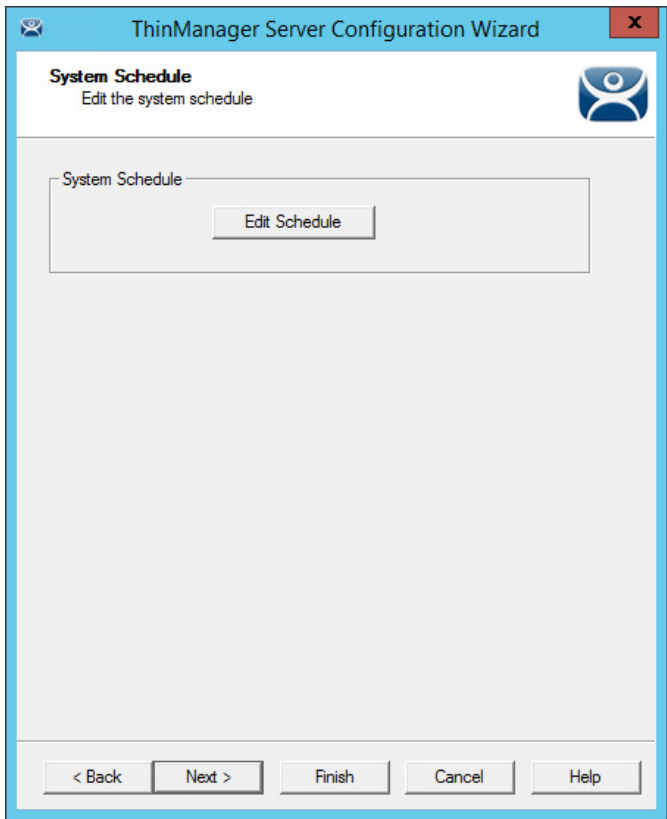 ThinManager Server Configuration Wizard
x
System Schedule
Edit the system schedule
System Schedule
Edit Schedule
< Back Next > Finish Cancel Help